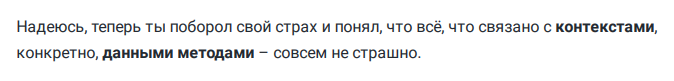 Надеюсь, теперь ты поборол свой страх и понял, что всё, что связано с контекстами,
конкретно, данными методами – совсем не страшно.